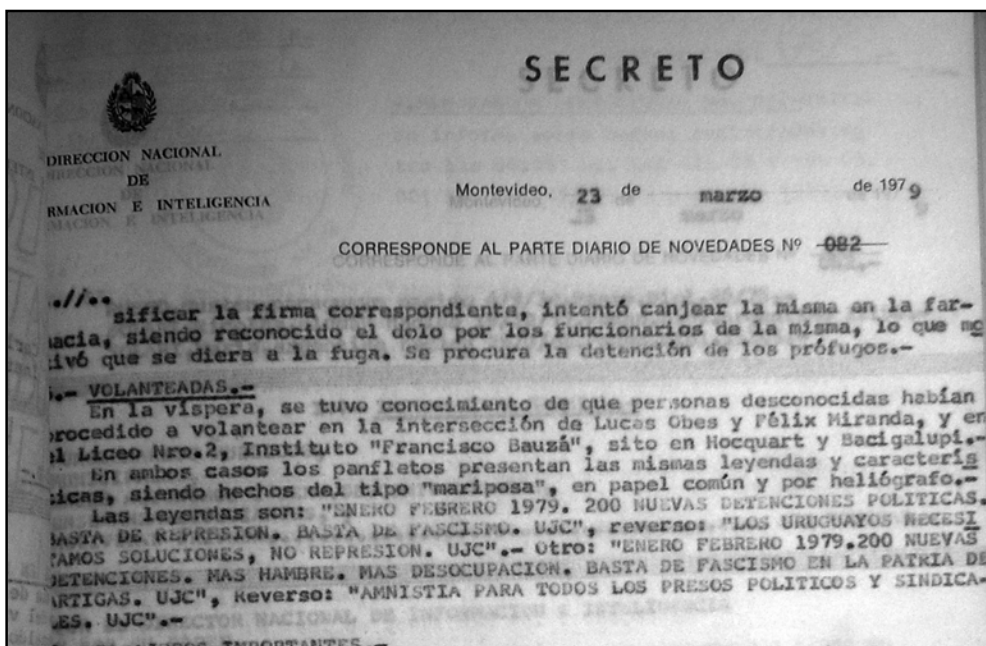 SECRETO
DIRECCION NACIONAL
DE
RMACION E INTELIGENCIA
Montevideo, 23 de marzo de 1979
CORRESPONDE AL PARTE DIARIO DE NOVEDADES Nº 082
.//..
sificar la firma correspondiente, intentó canjear la misma en la far-
acia, siendo reconocido el dolo por los funcionarios de la misma, lo que mo
ivó que se diera a la fuga. Se procura la detención de los prófugos.-
.- VOLANTEADAS.-
En la víspera, se tuvo conocimiento de que personas desconocidas habían
rocedido a volantear en la intersección de Lucas Obes y Félix Miranda, y en
el Liceo Nro.2, Instituto "Francisco Bauzá", sito en Hocquart y Bacigalupi.-
En ambos casos los panfletos presentan las mismas leyendas y caracterís
icas, siendo hechos del tipo "mariposa", en papel común y por heliógrafo.-
Las leyendas son: "ENERO FEBRERO 1979. 200 NUEVAS DETENCIONES POLITICAS.
BASTA DE REPRESION. BASTA DE FASCISMO. UJC", reverso: "LOS URUGUAYOS NECESI
TAMOS SOLUCIONES, NO REPRESION. UJC".- Otro: "ENERO FEBRERO 1979.200 NUEVAS
DETENCIONES. MAS HAMBRE. MAS DESOCUPACION. BASTA DE FASCISMO EN LA PATRIA DE
ARTIGAS. UJC", Reverso: "AMNISTIA PARA TODOS LOS PRESOS POLITICOS Y SINDICA-
ES. UJC".-
IMPORTANTES.-